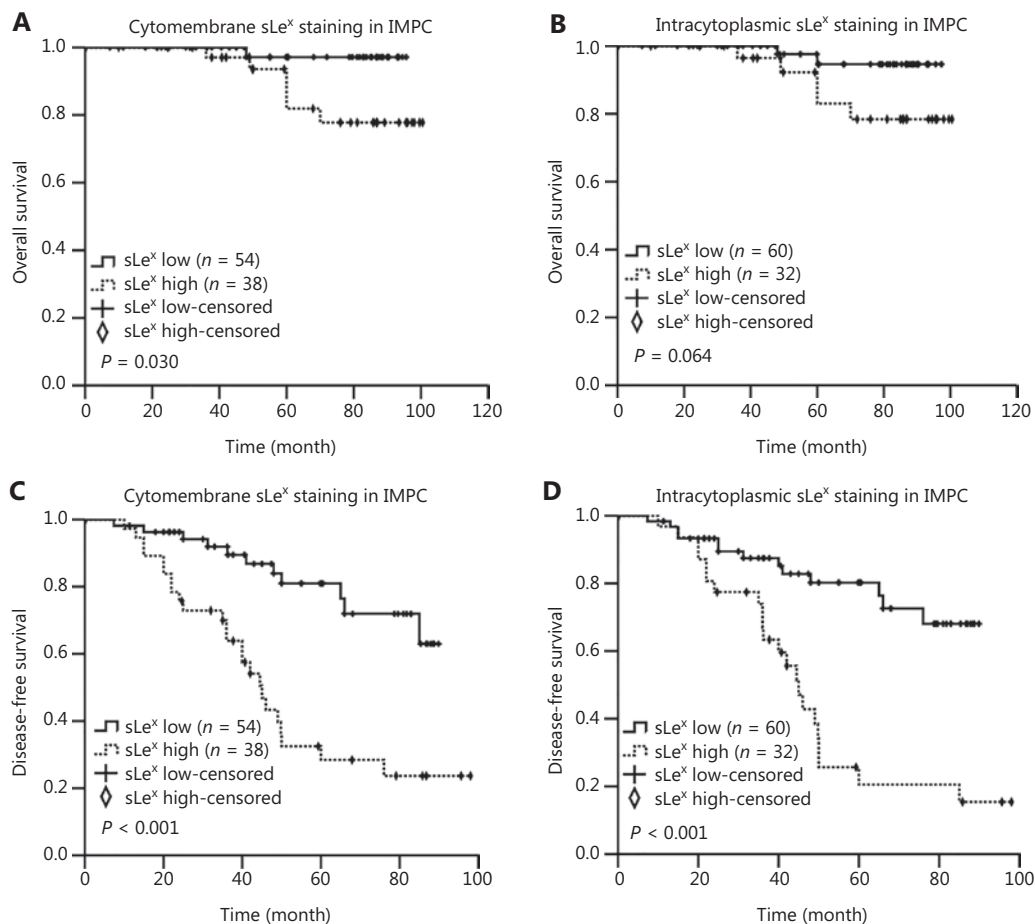 A
Cytomembrane sLeˣ staining in IMPC
1.0
0.8
0.6
0.4
0.2
0.0
Overall survival
sLeˣ low (n = 54)
sLeˣ high (n = 38)
sLeˣ low-censored
sLeˣ high-censored
P = 0.030
0 20 40 60 80 100 120
Time (month)
B
Intracytoplasmic sLeˣ staining in IMPC
1.0
0.8
0.6
0.4
0.2
0.0
Overall survival
sLeˣ low (n = 60)
sLeˣ high (n = 32)
sLeˣ low-censored
sLeˣ high-censored
P = 0.064
0 20 40 60 80 100 120
Time (month)
C
Cytomembrane sLeˣ staining in IMPC
1.0
0.8
0.6
0.4
0.2
0.0
Disease-free survival
sLeˣ low (n = 54)
sLeˣ high (n = 38)
sLeˣ low-censored
sLeˣ high-censored
P < 0.001
0 20 40 60 80 100
Time (month)
D
Intracytoplasmic sLeˣ staining in IMPC
1.0
0.8
0.6
0.4
0.2
0.0
Disease-free survival
sLeˣ low (n = 60)
sLeˣ high (n = 32)
sLeˣ low-censored
sLeˣ high-censored
P < 0.001
0 20 40 60 80 100
Time (month)